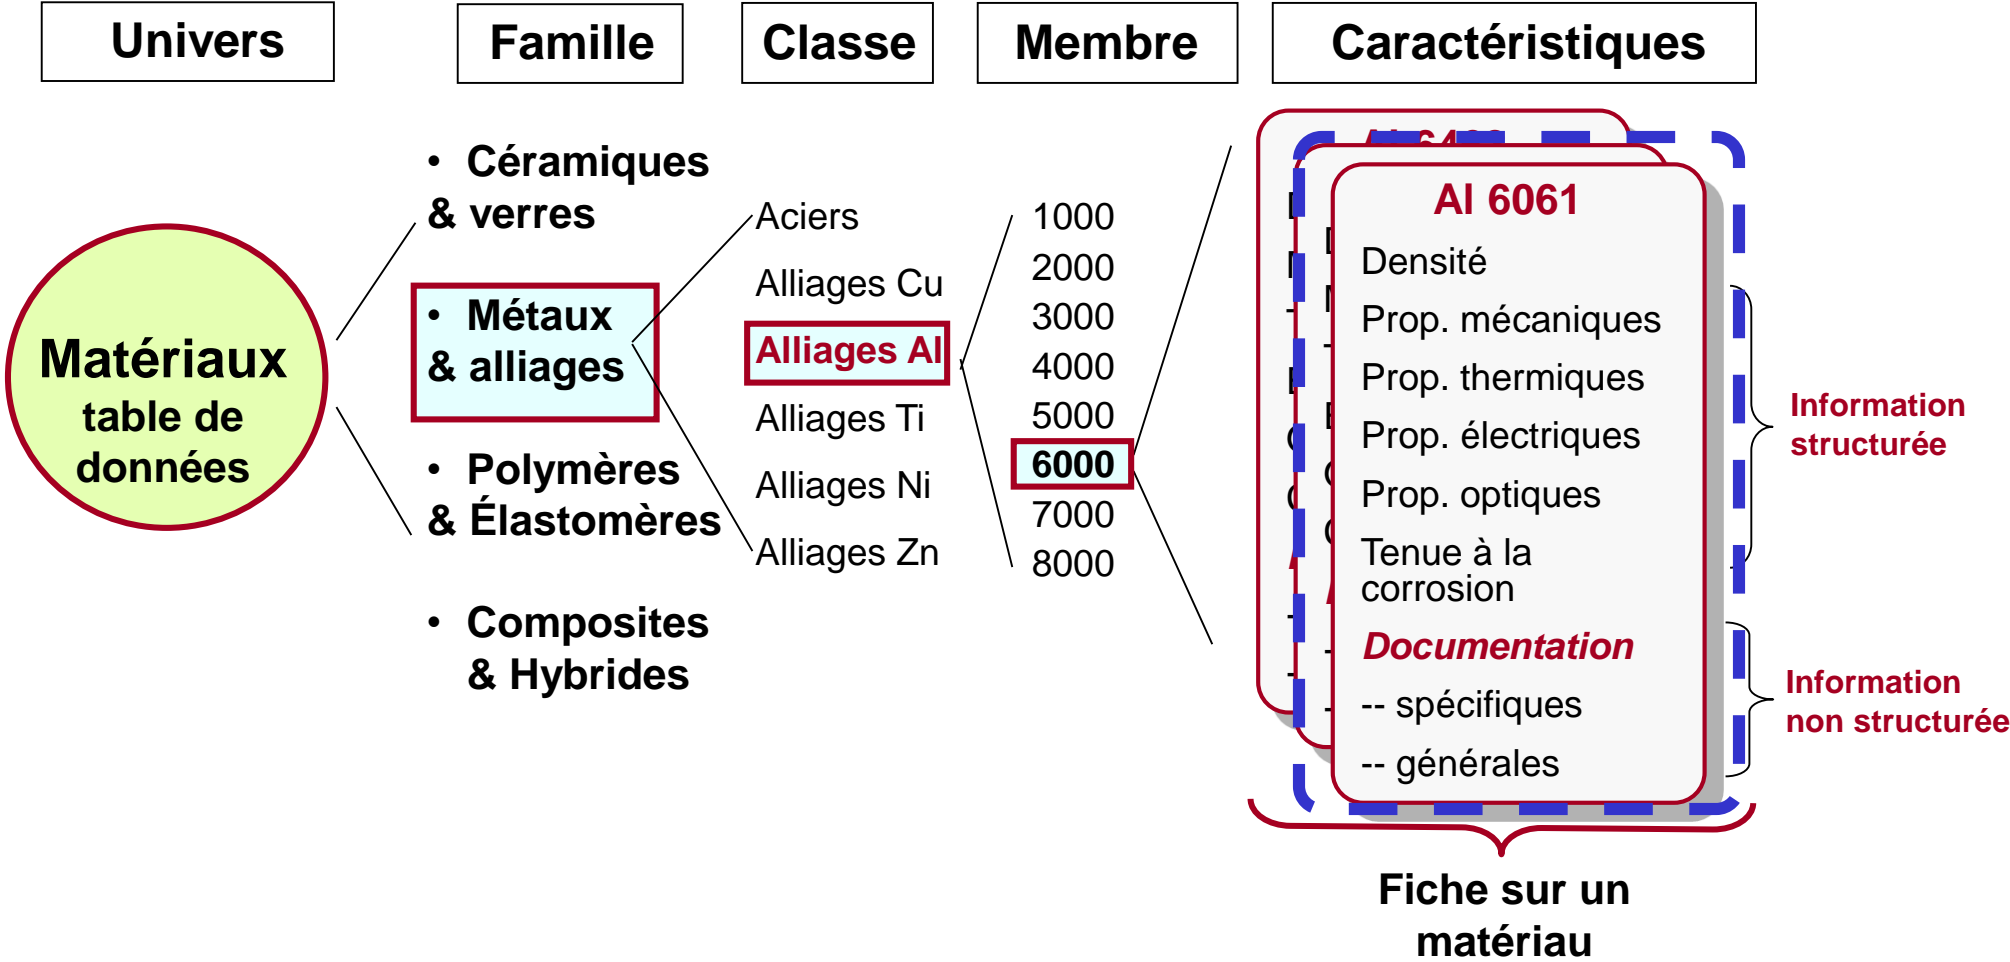 Univers
Famille
Classe
Membre
Caractéristiques
Matériaux
table de
données
• Céramiques
& verres
• Métaux
& alliages
• Polymères
& Élastomères
• Composites
& Hybrides
Aciers
Alliages Cu
Alliages Al
Alliages Ti
Alliages Ni
Alliages Zn
1000
2000
3000
4000
5000
6000
7000
8000
Al 6061
Densité
Prop. mécaniques
Prop. thermiques
Prop. électriques
Prop. optiques
Tenue à la
corrosion
Documentation
-- spécifiques
-- générales
Information
structurée
Information
non structurée
Fiche sur un
matériau